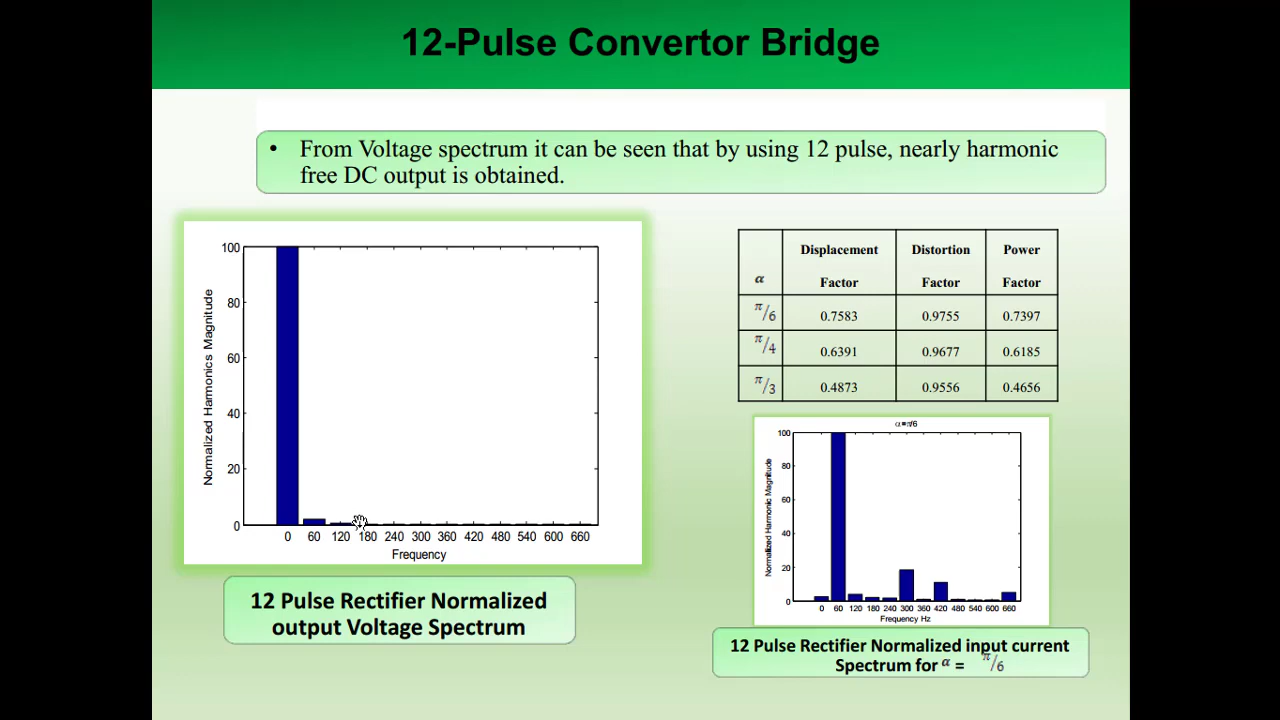 12-Pulse Convertor Bridge
• From Voltage spectrum it can be seen that by using 12 pulse, nearly harmonic
free DC output is obtained.
100
80
60
40
20
0
Normalized Harmonics Magnitude
0 60 120 180 240 300 360 420 480 540 600 660
Frequency
12 Pulse Rectifier Normalized
output Voltage Spectrum
α Displacement Factor Distortion Factor Power Factor
π/6 0.7583 0.9755 0.7397
π/4 0.6391 0.9677 0.6185
π/3 0.4873 0.9556 0.4656
α=π/6
100
80
60
40
20
0
Normalized Harmonic Magnitude
0 60 120 180 240 300 360 420 480 540 600 660
Frequency Hz
12 Pulse Rectifier Normalized input current
Spectrum for α = π/6